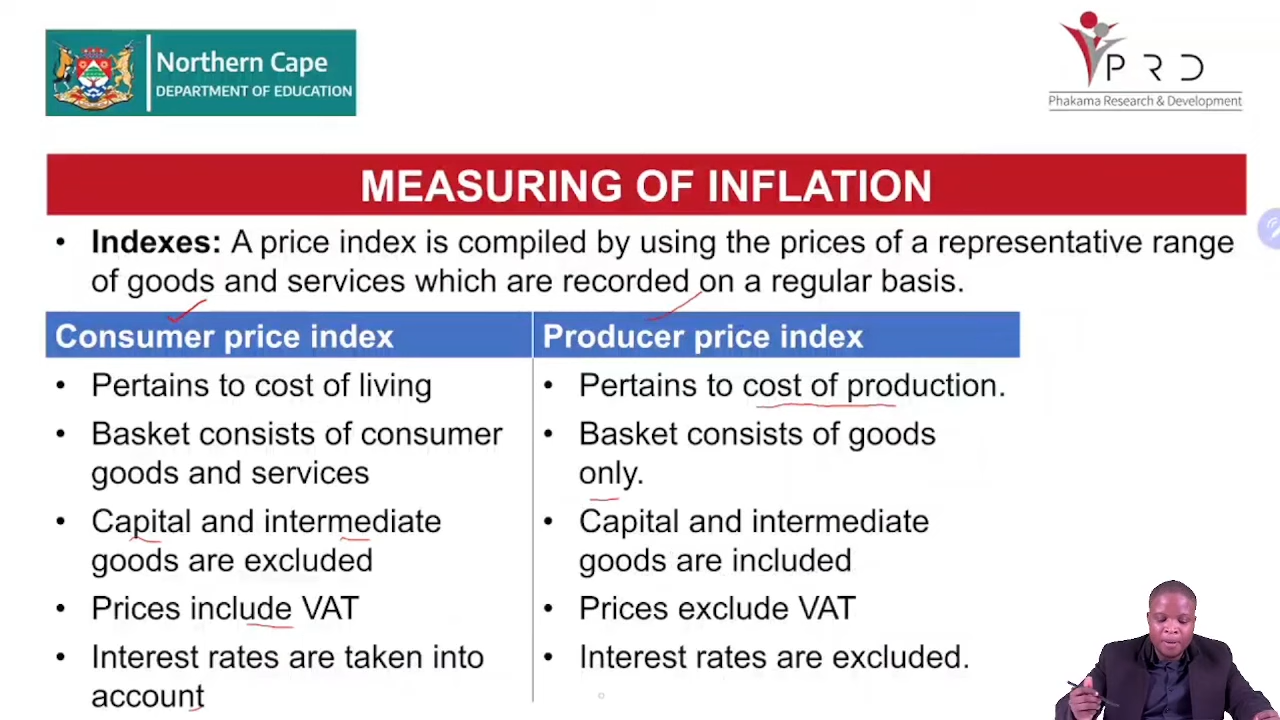 Northern Cape
DEPARTMENT OF EDUCATION
P R D
Phakama Research & Development
MEASURING OF INFLATION
• Indexes: A price index is compiled by using the prices of a representative range
of goods and services which are recorded on a regular basis.
Consumer price index
• Pertains to cost of living
• Basket consists of consumer
goods and services
• Capital and intermediate
goods are excluded
• Prices include VAT
• Interest rates are taken into
account
Producer price index
• Pertains to cost of production.
• Basket consists of goods
only.
• Capital and intermediate
goods are included
• Prices exclude VAT
• Interest rates are excluded.